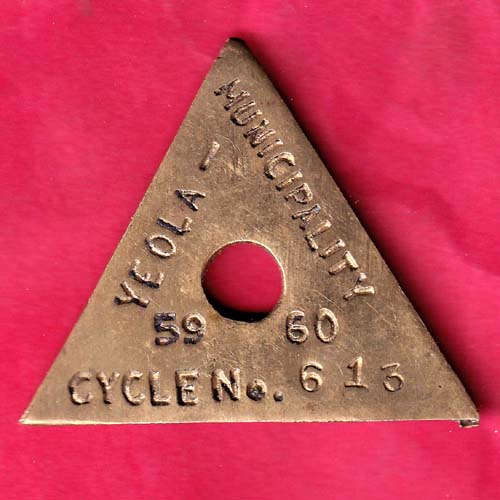 YEOLA -
MUNICIPALITY
59 60
CYCLE No. 613